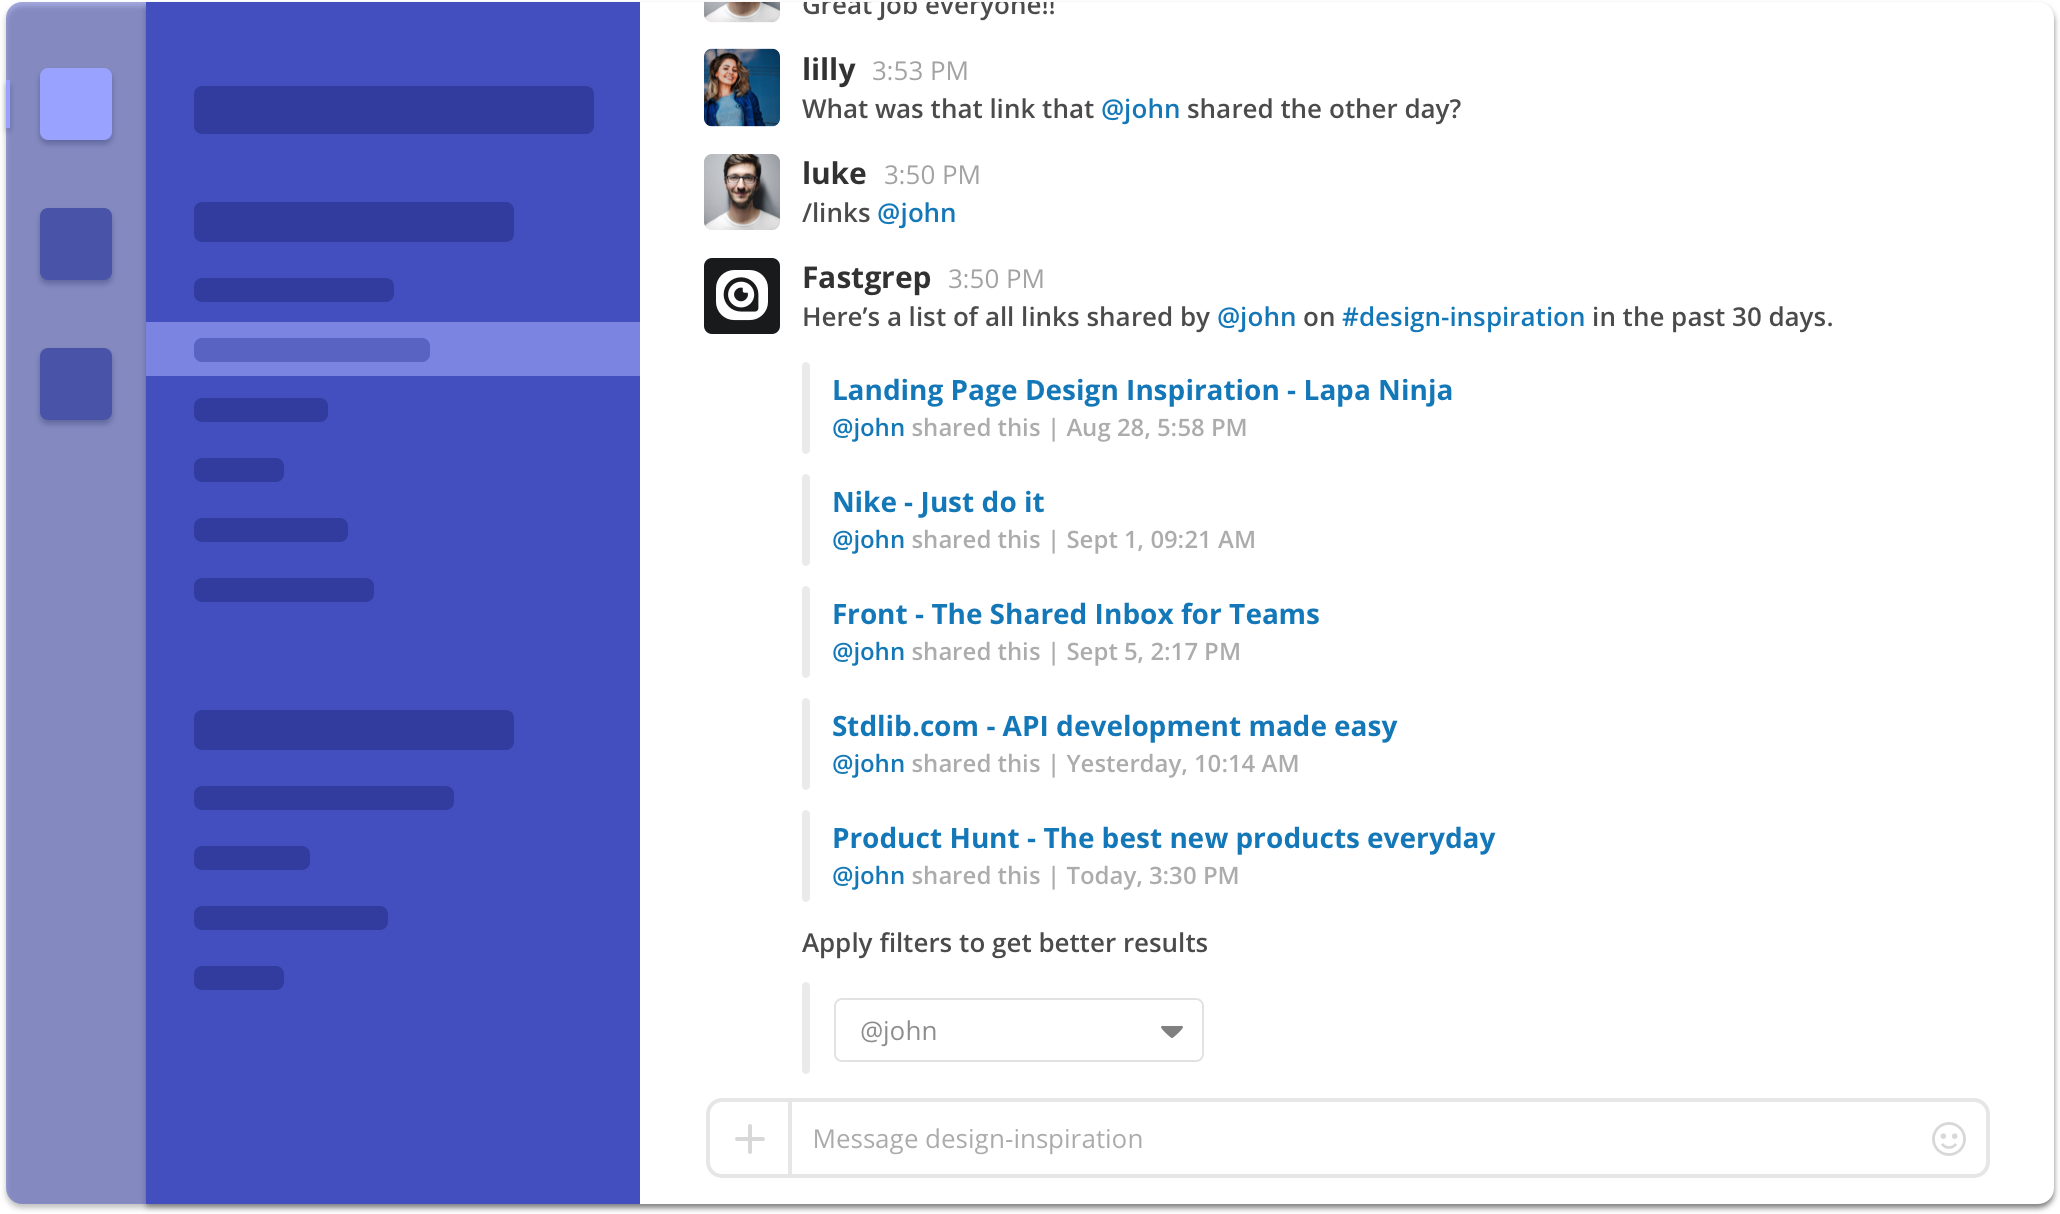 Great job everyone!!
lilly 3:53 PM
What was that link that @john shared the other day?
luke 3:50 PM
/links @john
Fastgrep 3:50 PM
Here’s a list of all links shared by @john on #design-inspiration in the past 30 days.
Landing Page Design Inspiration - Lapa Ninja
@john shared this | Aug 28, 5:58 PM
Nike - Just do it
@john shared this | Sept 1, 09:21 AM
Front - The Shared Inbox for Teams
@john shared this | Sept 5, 2:17 PM
Stdlib.com - API development made easy
@john shared this | Yesterday, 10:14 AM
Product Hunt - The best new products everyday
@john shared this | Today, 3:30 PM
Apply filters to get better results
@john
Message design-inspiration